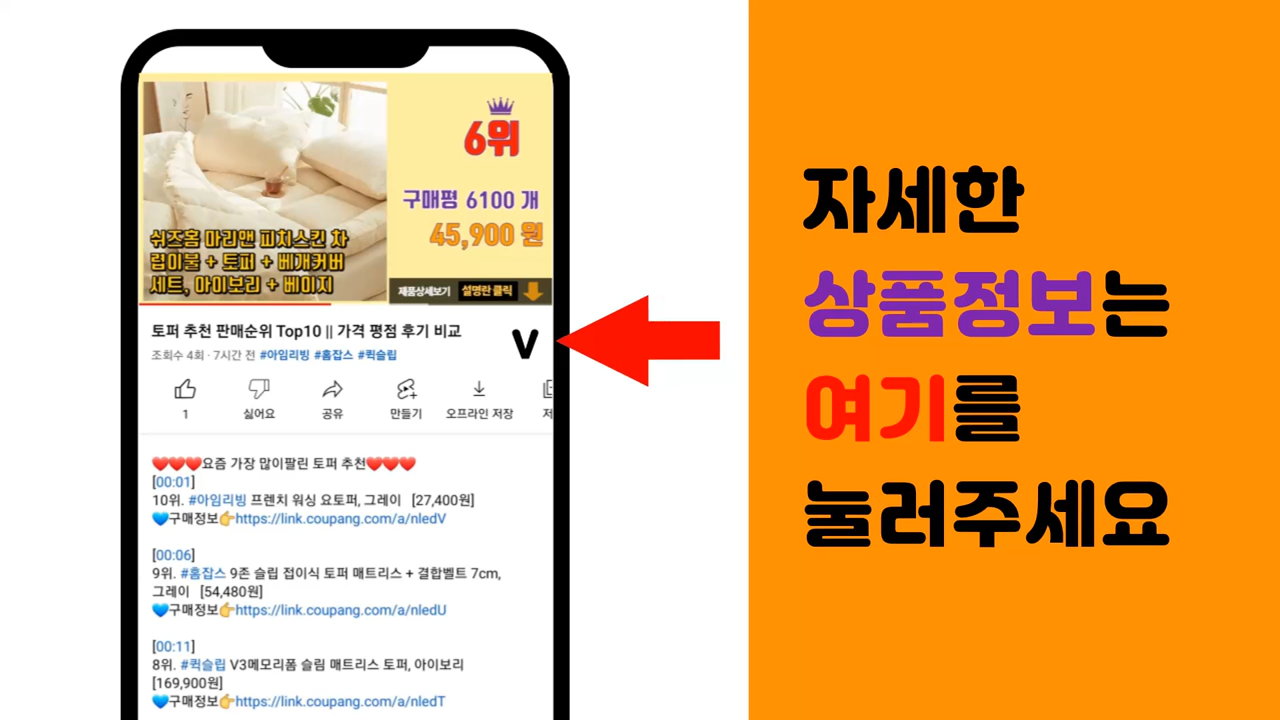 6위
구매평 6100 개
45,900 원
쉬즈홈 마리앤 피치스킨 차
렵이불 + 토퍼 + 베개커버
세트, 아이보리 + 베이지
제품상세보기 설명란 클릭
토퍼 추천 판매순위 Top10 || 가격 평점 후기 비교
V
조회수 4회 · 7시간 전 #아임리빙 #홈잡스 #퀵슬립
1 싫어요 공유 만들기 오프라인 저장 저
❤️❤️❤️요즘 가장 많이팔린 토퍼 추천❤️❤️❤️
[00:01]
10위. #아임리빙 프렌치 워싱 요토퍼, 그레이 [27,400원]
💙구매정보👉https://link.coupang.com/a/nledV
[00:06]
9위. #홈잡스 9존 슬립 접이식 토퍼 매트리스 + 결합벨트 7cm,
그레이 [54,480원]
💙구매정보👉https://link.coupang.com/a/nledU
[00:11]
8위. #퀵슬립 V3메모리폼 슬림 매트리스 토퍼, 아이보리
[169,900원]
💙구매정보👉https://link.coupang.com/a/nledT
자세한
상품정보는
여기를
눌러주세요